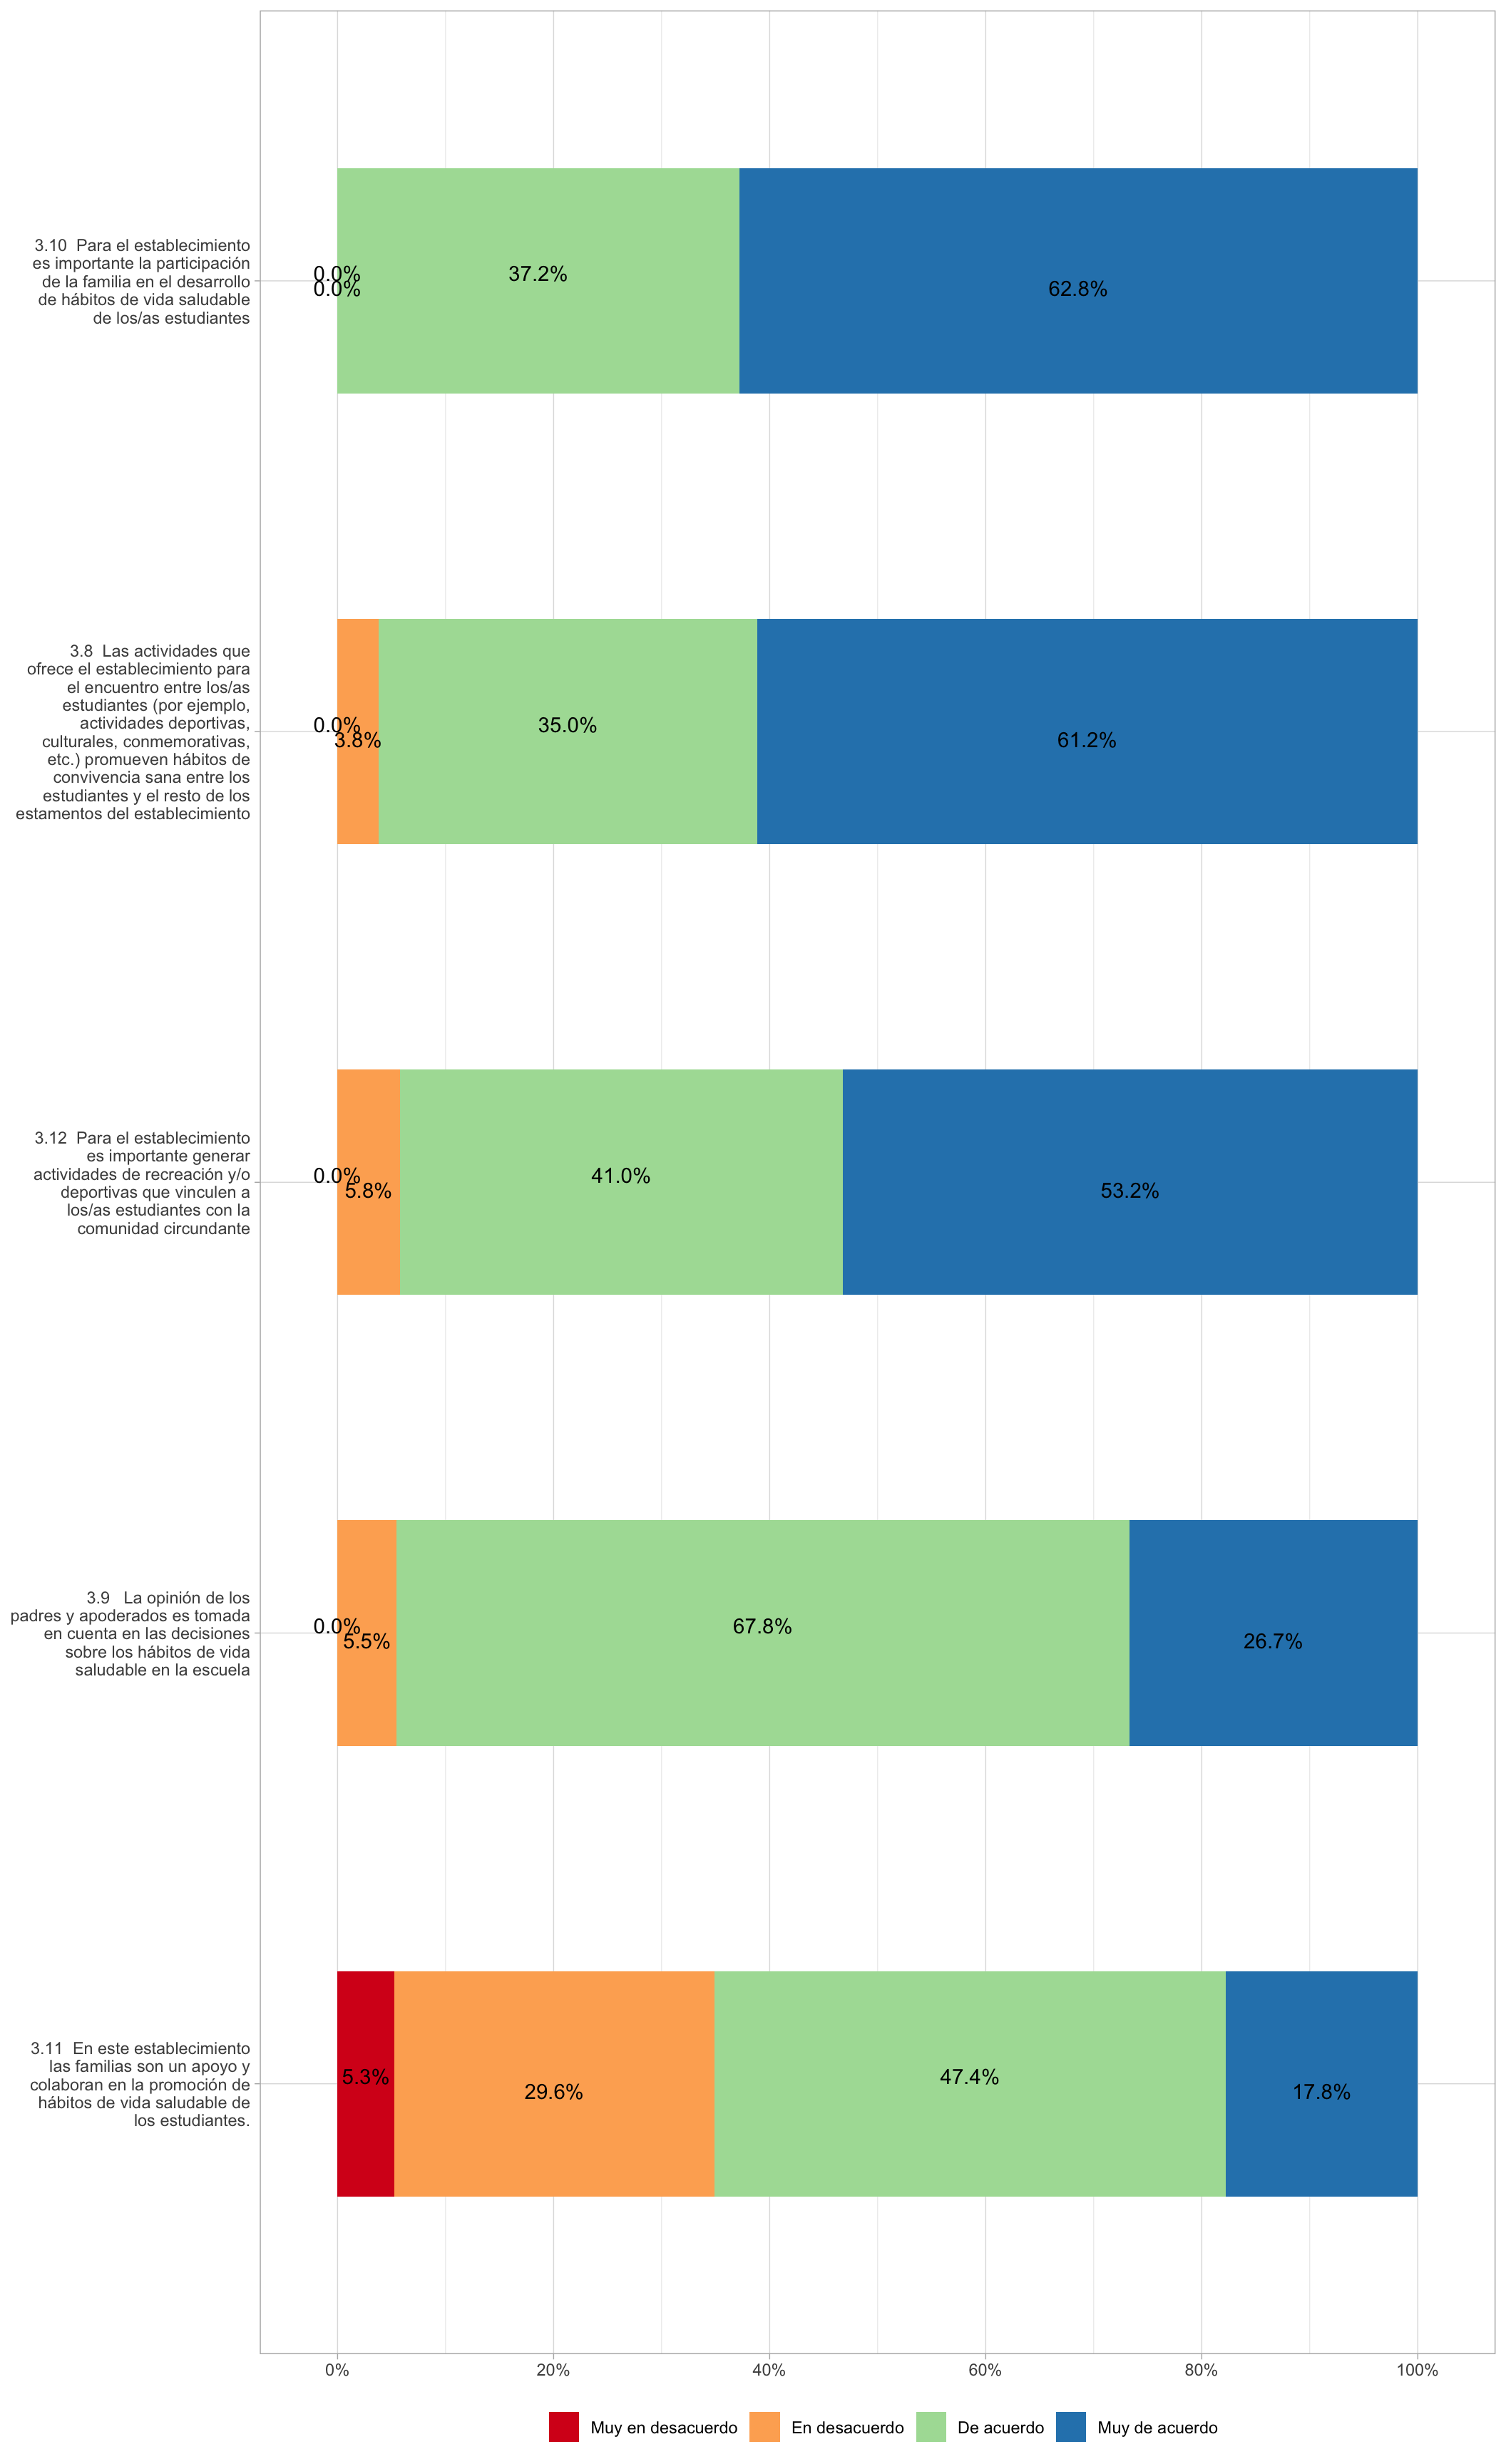 3.10  Para el establecimiento
es importante la participación
de la familia en el desarrollo
de hábitos de vida saludable
de los/as estudiantes
0.0%
0.0%
37.2%
62.8%
3.8  Las actividades que
ofrece el establecimiento para
el encuentro entre los/as
estudiantes (por ejemplo,
actividades deportivas,
culturales, conmemorativas,
etc.) promueven hábitos de
convivencia sana entre los
estudiantes y el resto de los
estamentos del establecimiento
0.0%
3.8%
35.0%
61.2%
3.12  Para el establecimiento
es importante generar
actividades de recreación y/o
deportivas que vinculen a
los/as estudiantes con la
comunidad circundante
0.0%
5.8%
41.0%
53.2%
3.9   La opinión de los
padres y apoderados es tomada
en cuenta en las decisiones
sobre los hábitos de vida
saludable en la escuela
0.0%
5.5%
67.8%
26.7%
3.11  En este establecimiento
las familias son un apoyo y
colaboran en la promoción de
hábitos de vida saludable de
los estudiantes.
5.3%
29.6%
47.4%
17.8%
0% 20% 40% 60% 80% 100%
Muy en desacuerdo En desacuerdo De acuerdo Muy de acuerdo